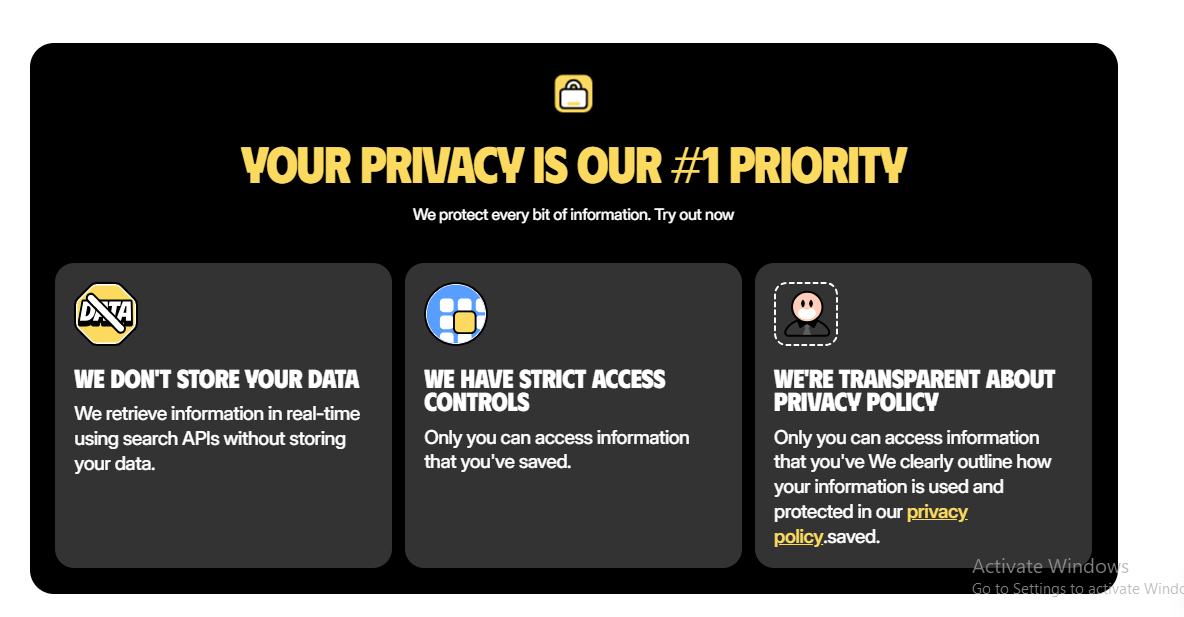 YOUR PRIVACY IS OUR #1 PRIORITY
We protect every bit of information. Try out now
DATA
WE DON'T STORE YOUR DATA
We retrieve information in real-time
using search APIs without storing
your data.
WE HAVE STRICT ACCESS
CONTROLS
Only you can access information
that you've saved.
WE'RE TRANSPARENT ABOUT
PRIVACY POLICY
Only you can access information
that you've We clearly outline how
your information is used and
protected in our privacy
policy.saved.
Activate Windows
Go to Settings to activate Windo